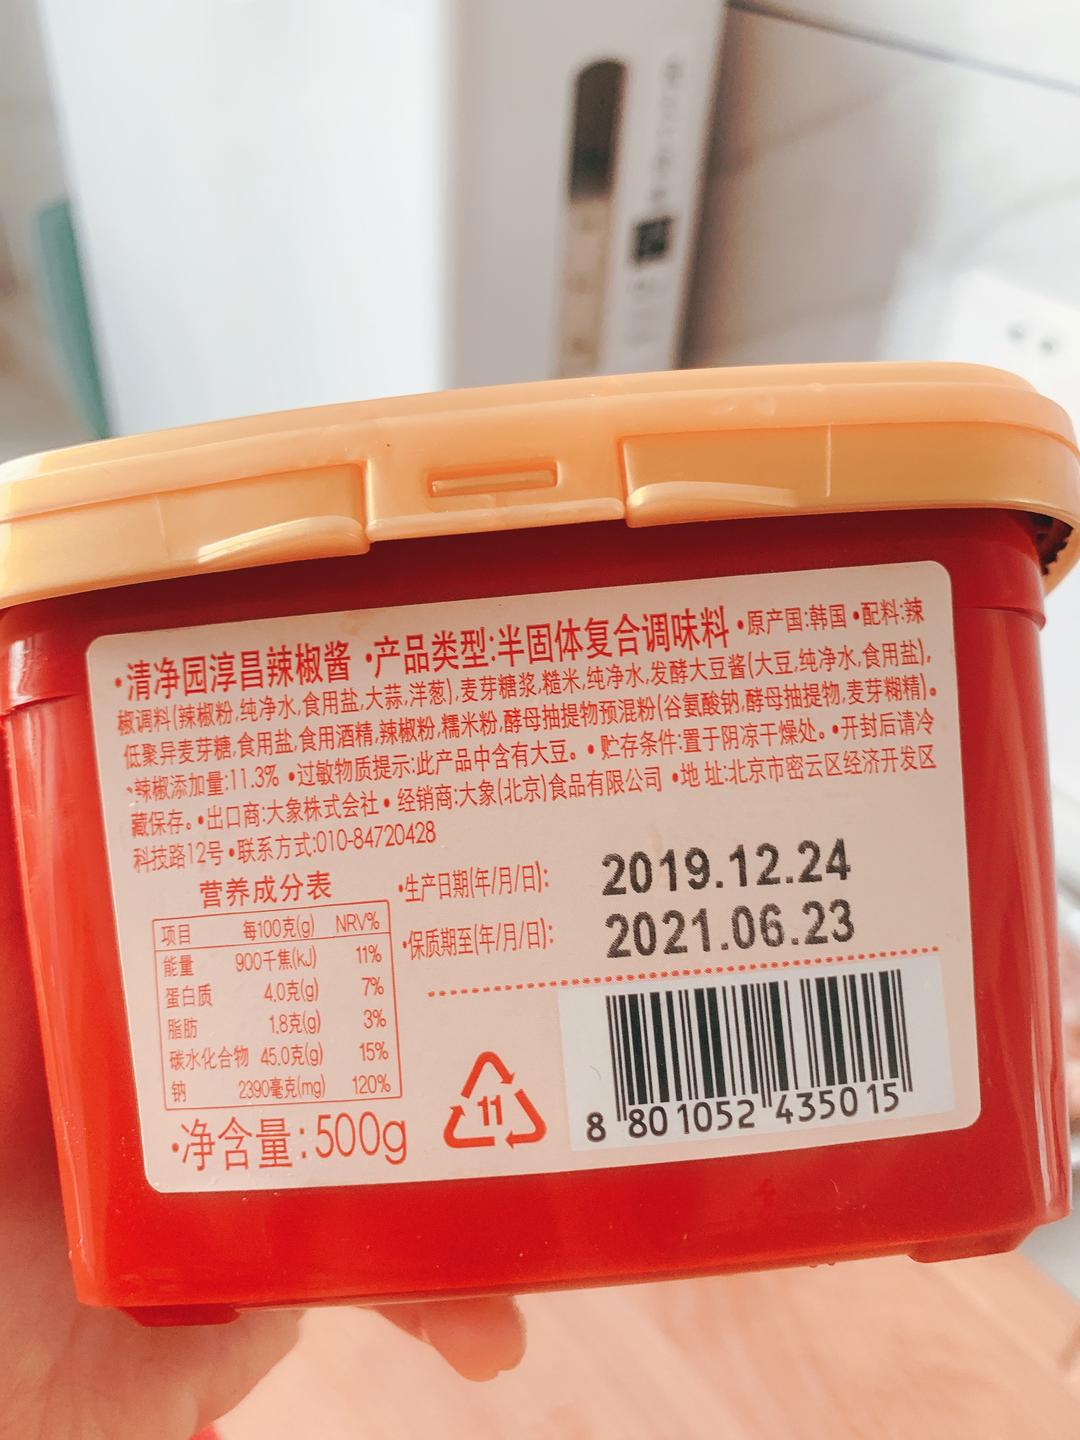 ·清净园淳昌辣椒酱 ·产品类型:半固体复合调味料 ·原产国:韩国 ·配料:辣
椒调料(辣椒粉,纯净水,食用盐,大蒜,洋葱),麦芽糖浆,糙米,纯净水,发酵大豆酱(大豆,纯净水,食用盐),
低聚异麦芽糖,食用盐,食用酒精,辣椒粉,糯米粉,酵母抽提物预混粉(谷氨酸钠,酵母抽提物,麦芽糊精)。
·辣椒添加量:11.3% ·过敏物质提示:此产品中含有大豆。 ·贮存条件:置于阴凉干燥处。 ·开封后请冷
藏保存。 ·出口商:大象株式会社 · 经销商:大象(北京)食品有限公司 ·地 址:北京市密云区经济开发区
科技路12号 ·联系方式:010-84720428
营养成分表
项目 每100克(g) NRV%
能量 900千焦(kJ) 11%
蛋白质 4.0克(g) 7%
脂肪 1.8克(g) 3%
碳水化合物 45.0克(g) 15%
钠 2390毫克(mg) 120%
·净含量:500g
·生产日期(年/月/日): 2019.12.24
·保质期至(年/月/日): 2021.06.23
11
8 801052 435015